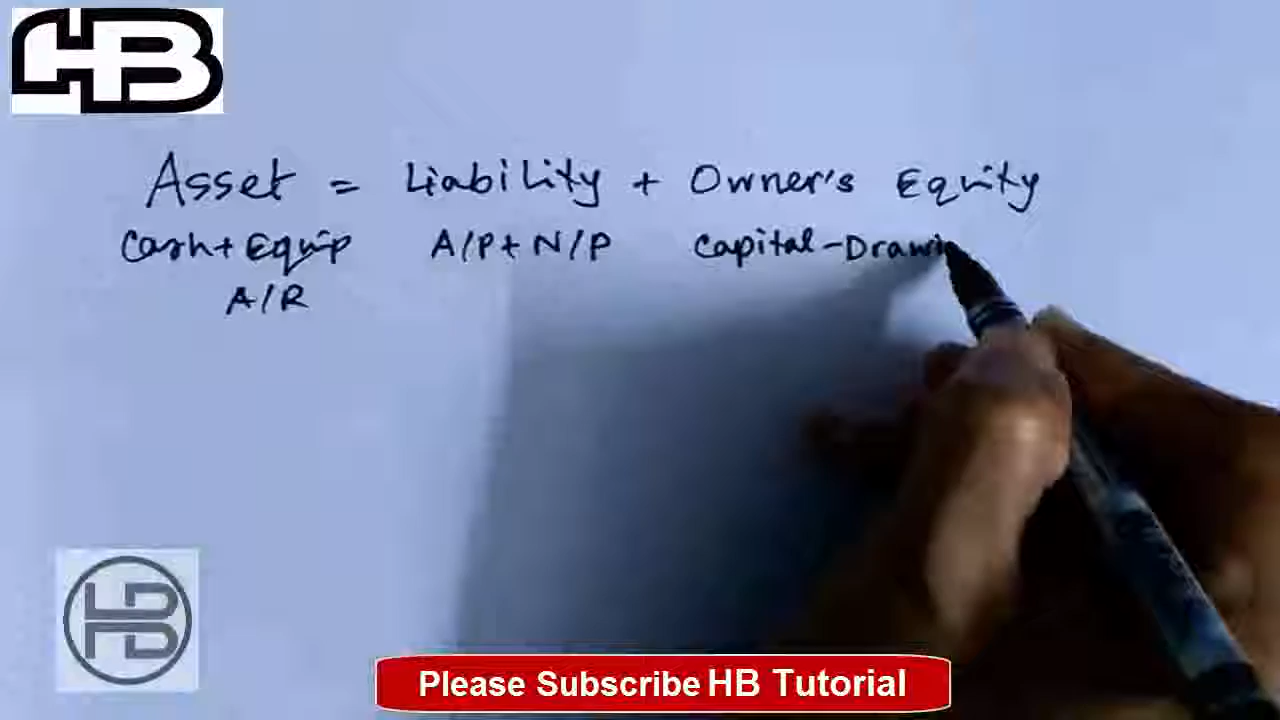 HB
Asset = Liability + Owner's Equity
Cash + Equip A/P + N/P Capital - Drawi
A/R
HB
Please Subscribe HB Tutorial